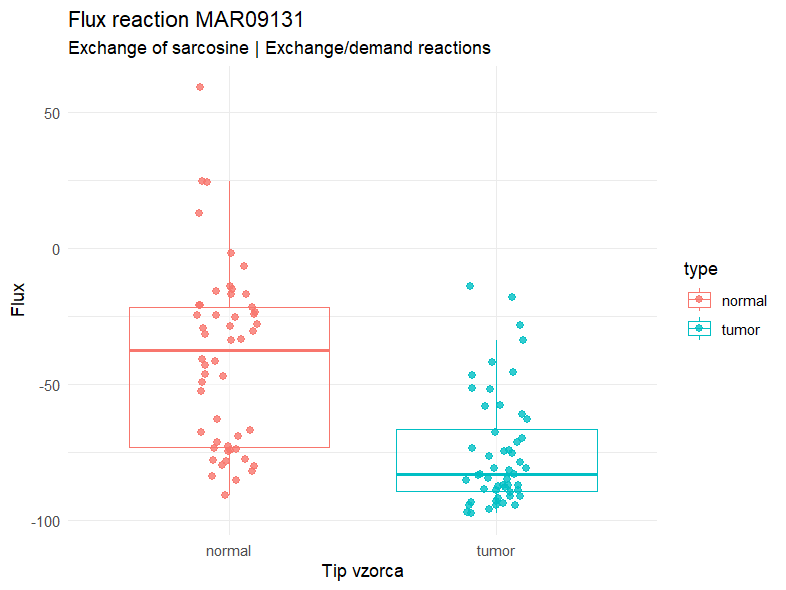 Flux reaction MAR09131
Exchange of sarcosine | Exchange/demand reactions
50
0
-50
-100
Flux
normal
tumor
Tip vzorca
type
normal
tumor